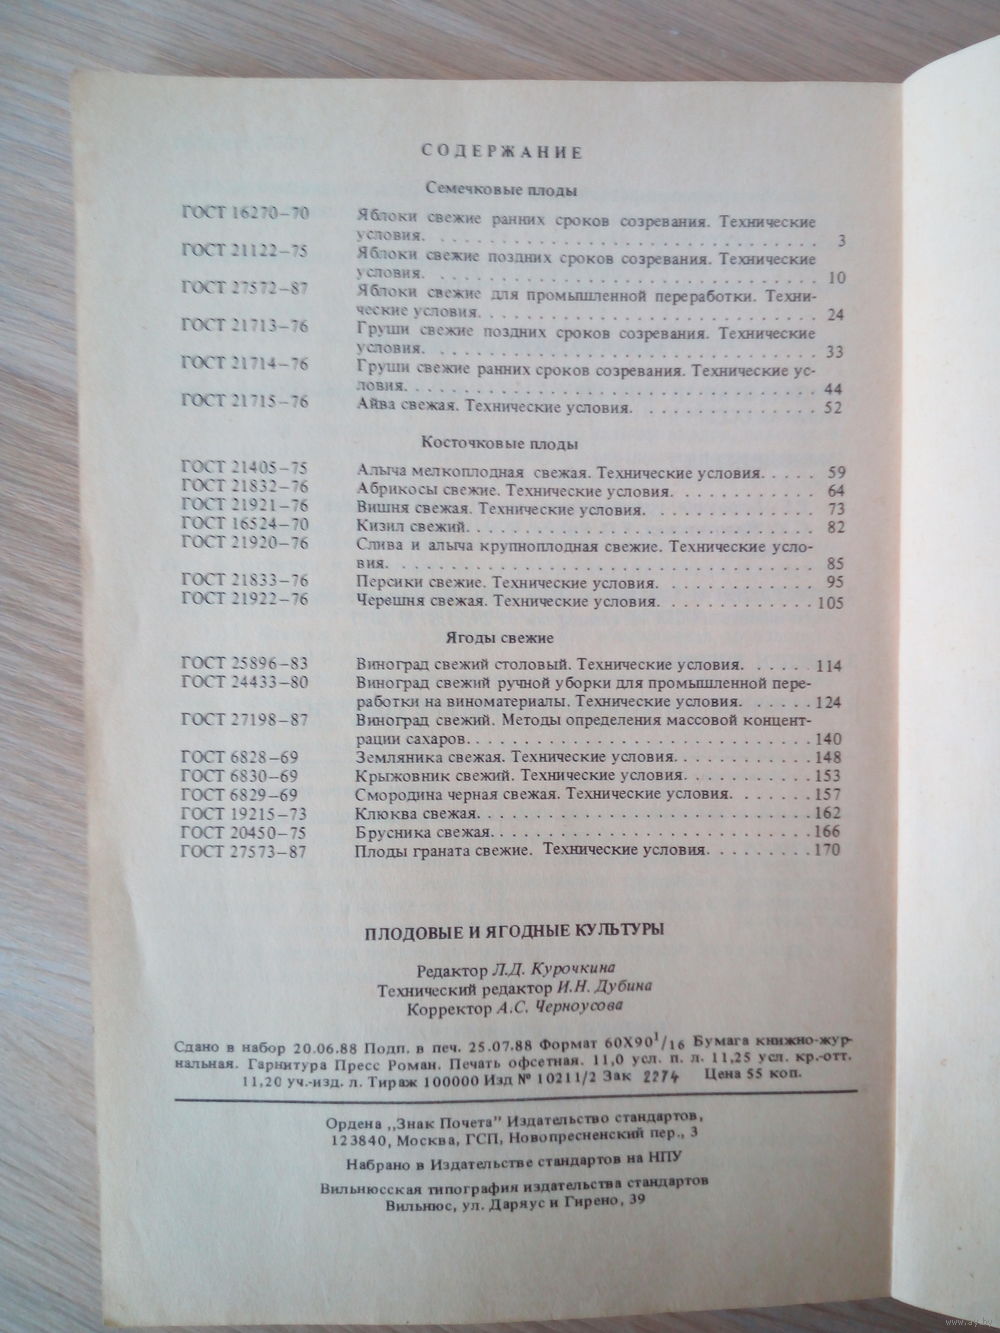 СОДЕРЖАНИЕ
Семечковые плоды
ГОСТ 16270-70 Яблоки свежие ранних сроков созревания. Технические
условия. 3
ГОСТ 21122-75 Яблоки свежие поздних сроков созревания. Технические
условия. 10
ГОСТ 27572-87 Яблоки свежие для промышленной переработки. Техни-
ческие условия. 24
ГОСТ 21713-76 Груши свежие поздних сроков созревания. Технические
условия. 33
ГОСТ 21714-76 Груши свежие ранних сроков созревания. Технические ус-
ловия. 44
ГОСТ 21715-76 Айва свежая. Технические условия. 52
Косточковые плоды
ГОСТ 21405-75 Алыча мелкоплодная свежая. Технические условия. 59
ГОСТ 21832-76 Абрикосы свежие. Технические условия. 64
ГОСТ 21921-76 Вишня свежая. Технические условия. 73
ГОСТ 16524-70 Кизил свежий. 82
ГОСТ 21920-76 Слива и алыча крупноплодная свежие. Технические усло-
вия. 85
ГОСТ 21833-76 Персики свежие. Технические условия. 95
ГОСТ 21922-76 Черешня свежая. Технические условия. 105
Ягоды свежие
ГОСТ 25896-83 Виноград свежий столовый. Технические условия. 114
ГОСТ 24433-80 Виноград свежий ручной уборки для промышленной пере-
работки на виноматериалы. Технические условия. 124
ГОСТ 27198-87 Виноград свежий. Методы определения массовой концент-
рации сахаров. 140
ГОСТ 6828-69 Земляника свежая. Технические условия. 148
ГОСТ 6830-69 Крыжовник свежий. Технические условия. 153
ГОСТ 6829-69 Смородина черная свежая. Технические условия. 157
ГОСТ 19215-73 Клюква свежая. 162
ГОСТ 20450-75 Брусника свежая. 166
ГОСТ 27573-87 Плоды граната свежие. Технические условия. 170
ПЛОДОВЫЕ И ЯГОДНЫЕ КУЛЬТУРЫ
Редактор Л.Д. Курочкина
Технический редактор И.Н. Дубина
Корректор А.С. Черноусова
Сдано в набор 20.06.88 Подп. в печ. 25.07.88 Формат 60Х90 1/16 Бумага книжно-жур-
нальная. Гарнитура Пресс Роман. Печать офсетная. 11,0 усл. п. л. 11,25 усл. кр.-отт.
11,20 уч.-изд. л. Тираж 100000 Изд № 10211/2 Зак 2274 Цена 55 коп.
Ордена ,,Знак Почета" Издательство стандартов,
123840, Москва, ГСП, Новопресненский пер., 3
Набрано в Издательстве стандартов на НПУ
Вильнюсская типография издательства стандартов
Вильнюс, ул. Даряус и Гирено, 39
www.ay.by